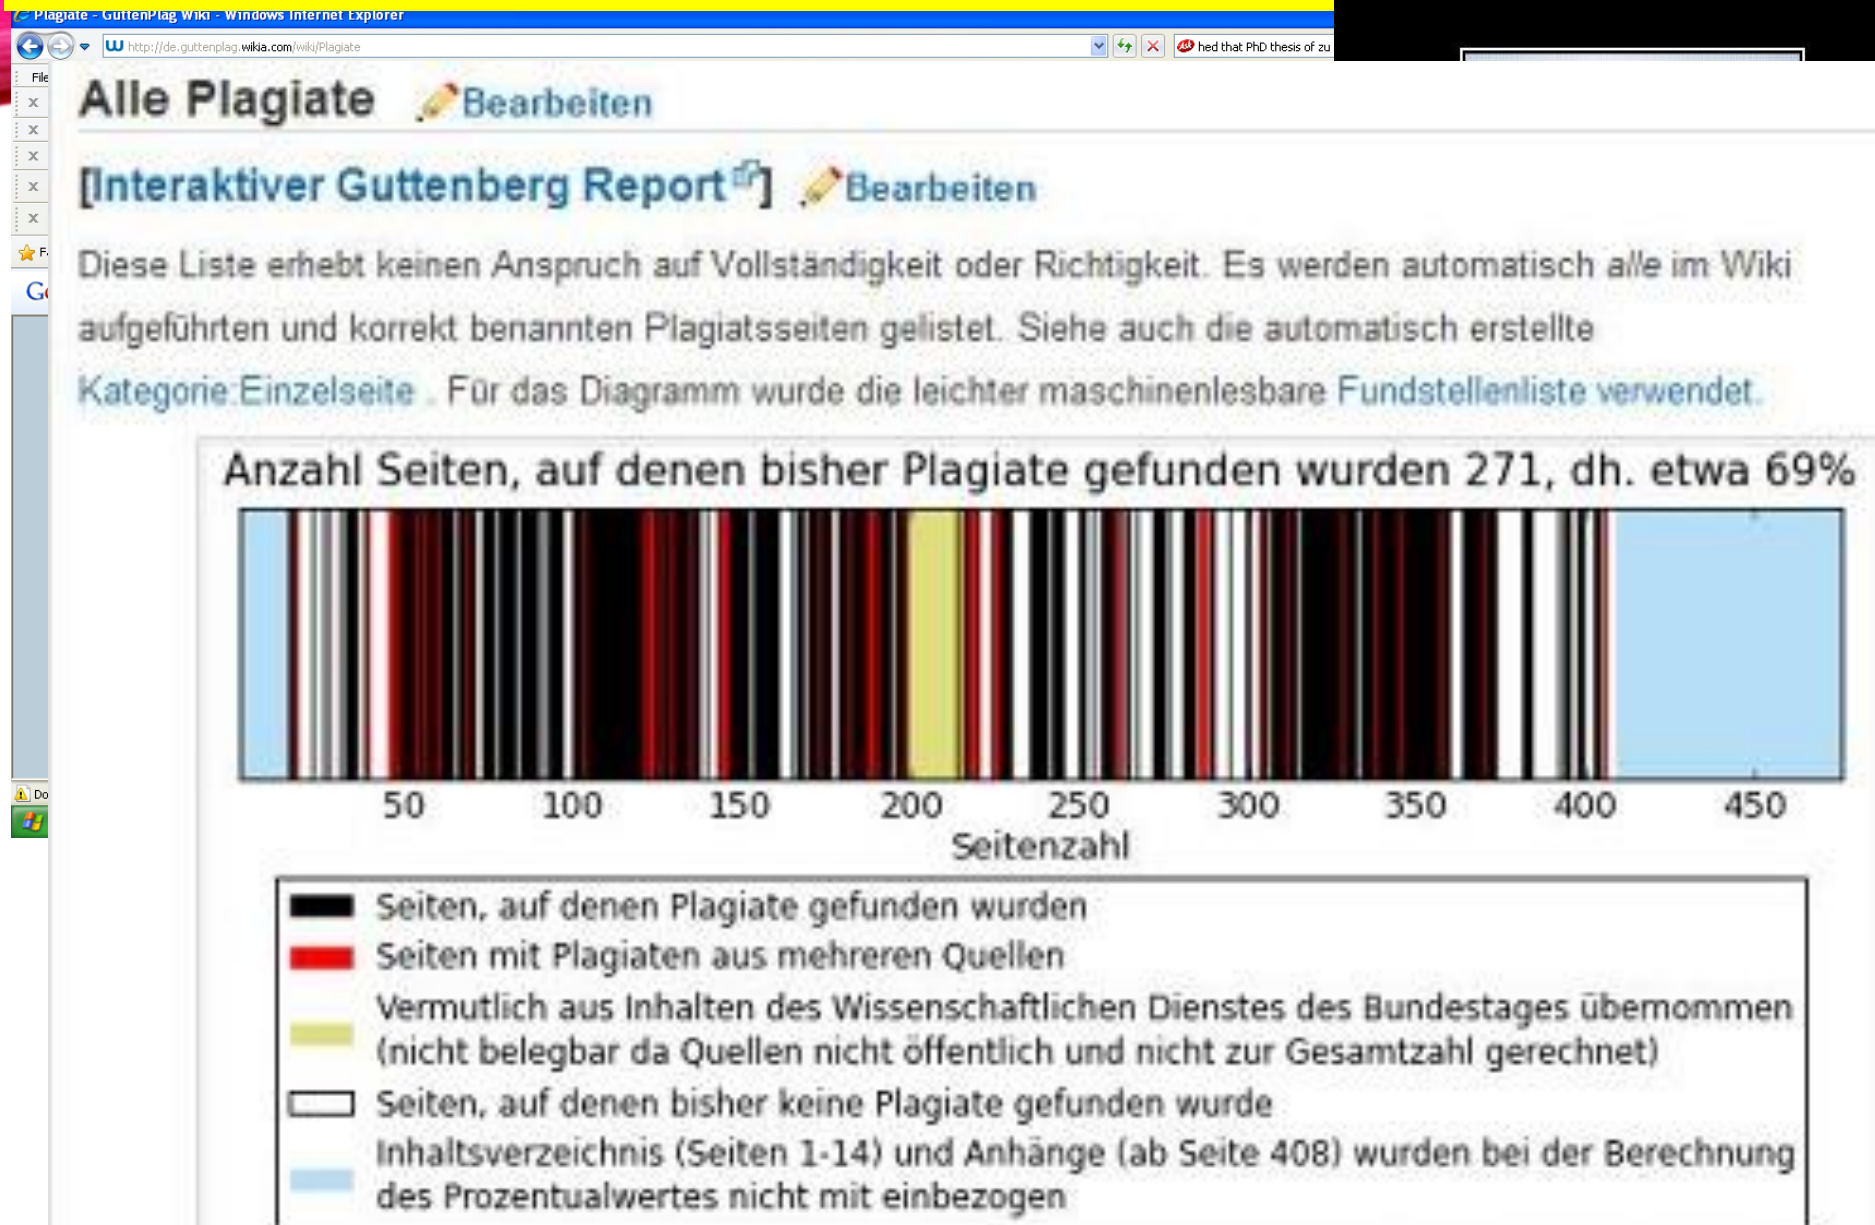 Plagiate - GuttenPlag Wiki - Windows Internet Explorer
http://de.guttenplag.wikia.com/wiki/Plagiate
hed that PhD thesis of zu
File
Alle Plagiate Bearbeiten
[Interaktiver Guttenberg Report] Bearbeiten
Diese Liste erhebt keinen Anspruch auf Vollständigkeit oder Richtigkeit. Es werden automatisch alle im Wiki
aufgeführten und korrekt benannten Plagiatsseiten gelistet. Siehe auch die automatisch erstellte
Kategorie:Einzelseite . Für das Diagramm wurde die leichter maschinenlesbare Fundstellenliste verwendet.
Anzahl Seiten, auf denen bisher Plagiate gefunden wurden 271, dh. etwa 69%
50 100 150 200 250 300 350 400 450
Seitenzahl
Seiten, auf denen Plagiate gefunden wurden
Seiten mit Plagiaten aus mehreren Quellen
Vermutlich aus Inhalten des Wissenschaftlichen Dienstes des Bundestages übernommen
(nicht belegbar da Quellen nicht öffentlich und nicht zur Gesamtzahl gerechnet)
Seiten, auf denen bisher keine Plagiate gefunden wurde
Inhaltsverzeichnis (Seiten 1-14) und Anhänge (ab Seite 408) wurden bei der Berechnung
des Prozentualwertes nicht mit einbezogen